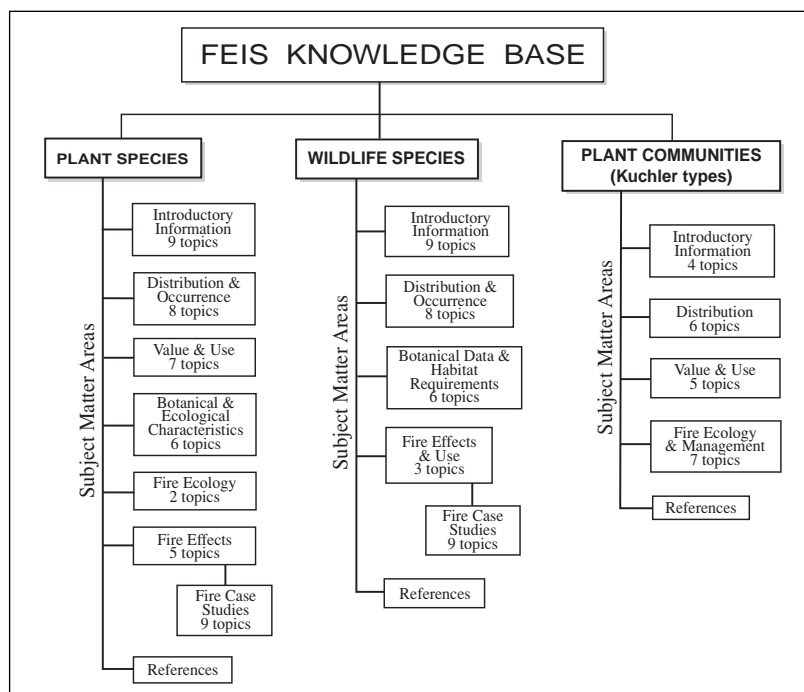 FEIS KNOWLEDGE BASE
PLANT SPECIES
Subject Matter Areas
Introductory
Information
9 topics
Distribution &
Occurrence
8 topics
Value & Use
7 topics
Botanical &
Ecological
Characteristics
6 topics
Fire Ecology
2 topics
Fire Effects
5 topics
Fire Case
Studies
9 topics
References
WILDLIFE SPECIES
Subject Matter Areas
Introductory
Information
9 topics
Distribution &
Occurrence
8 topics
Botanical Data &
Habitat
Requirements
6 topics
Fire Effects
& Use
3 topics
Fire Case
Studies
9 topics
References
PLANT COMMUNITIES
(Kuchler types)
Subject Matter Areas
Introductory
Information
4 topics
Distribution
6 topics
Value & Use
5 topics
Fire Ecology
& Management
7 topics
References